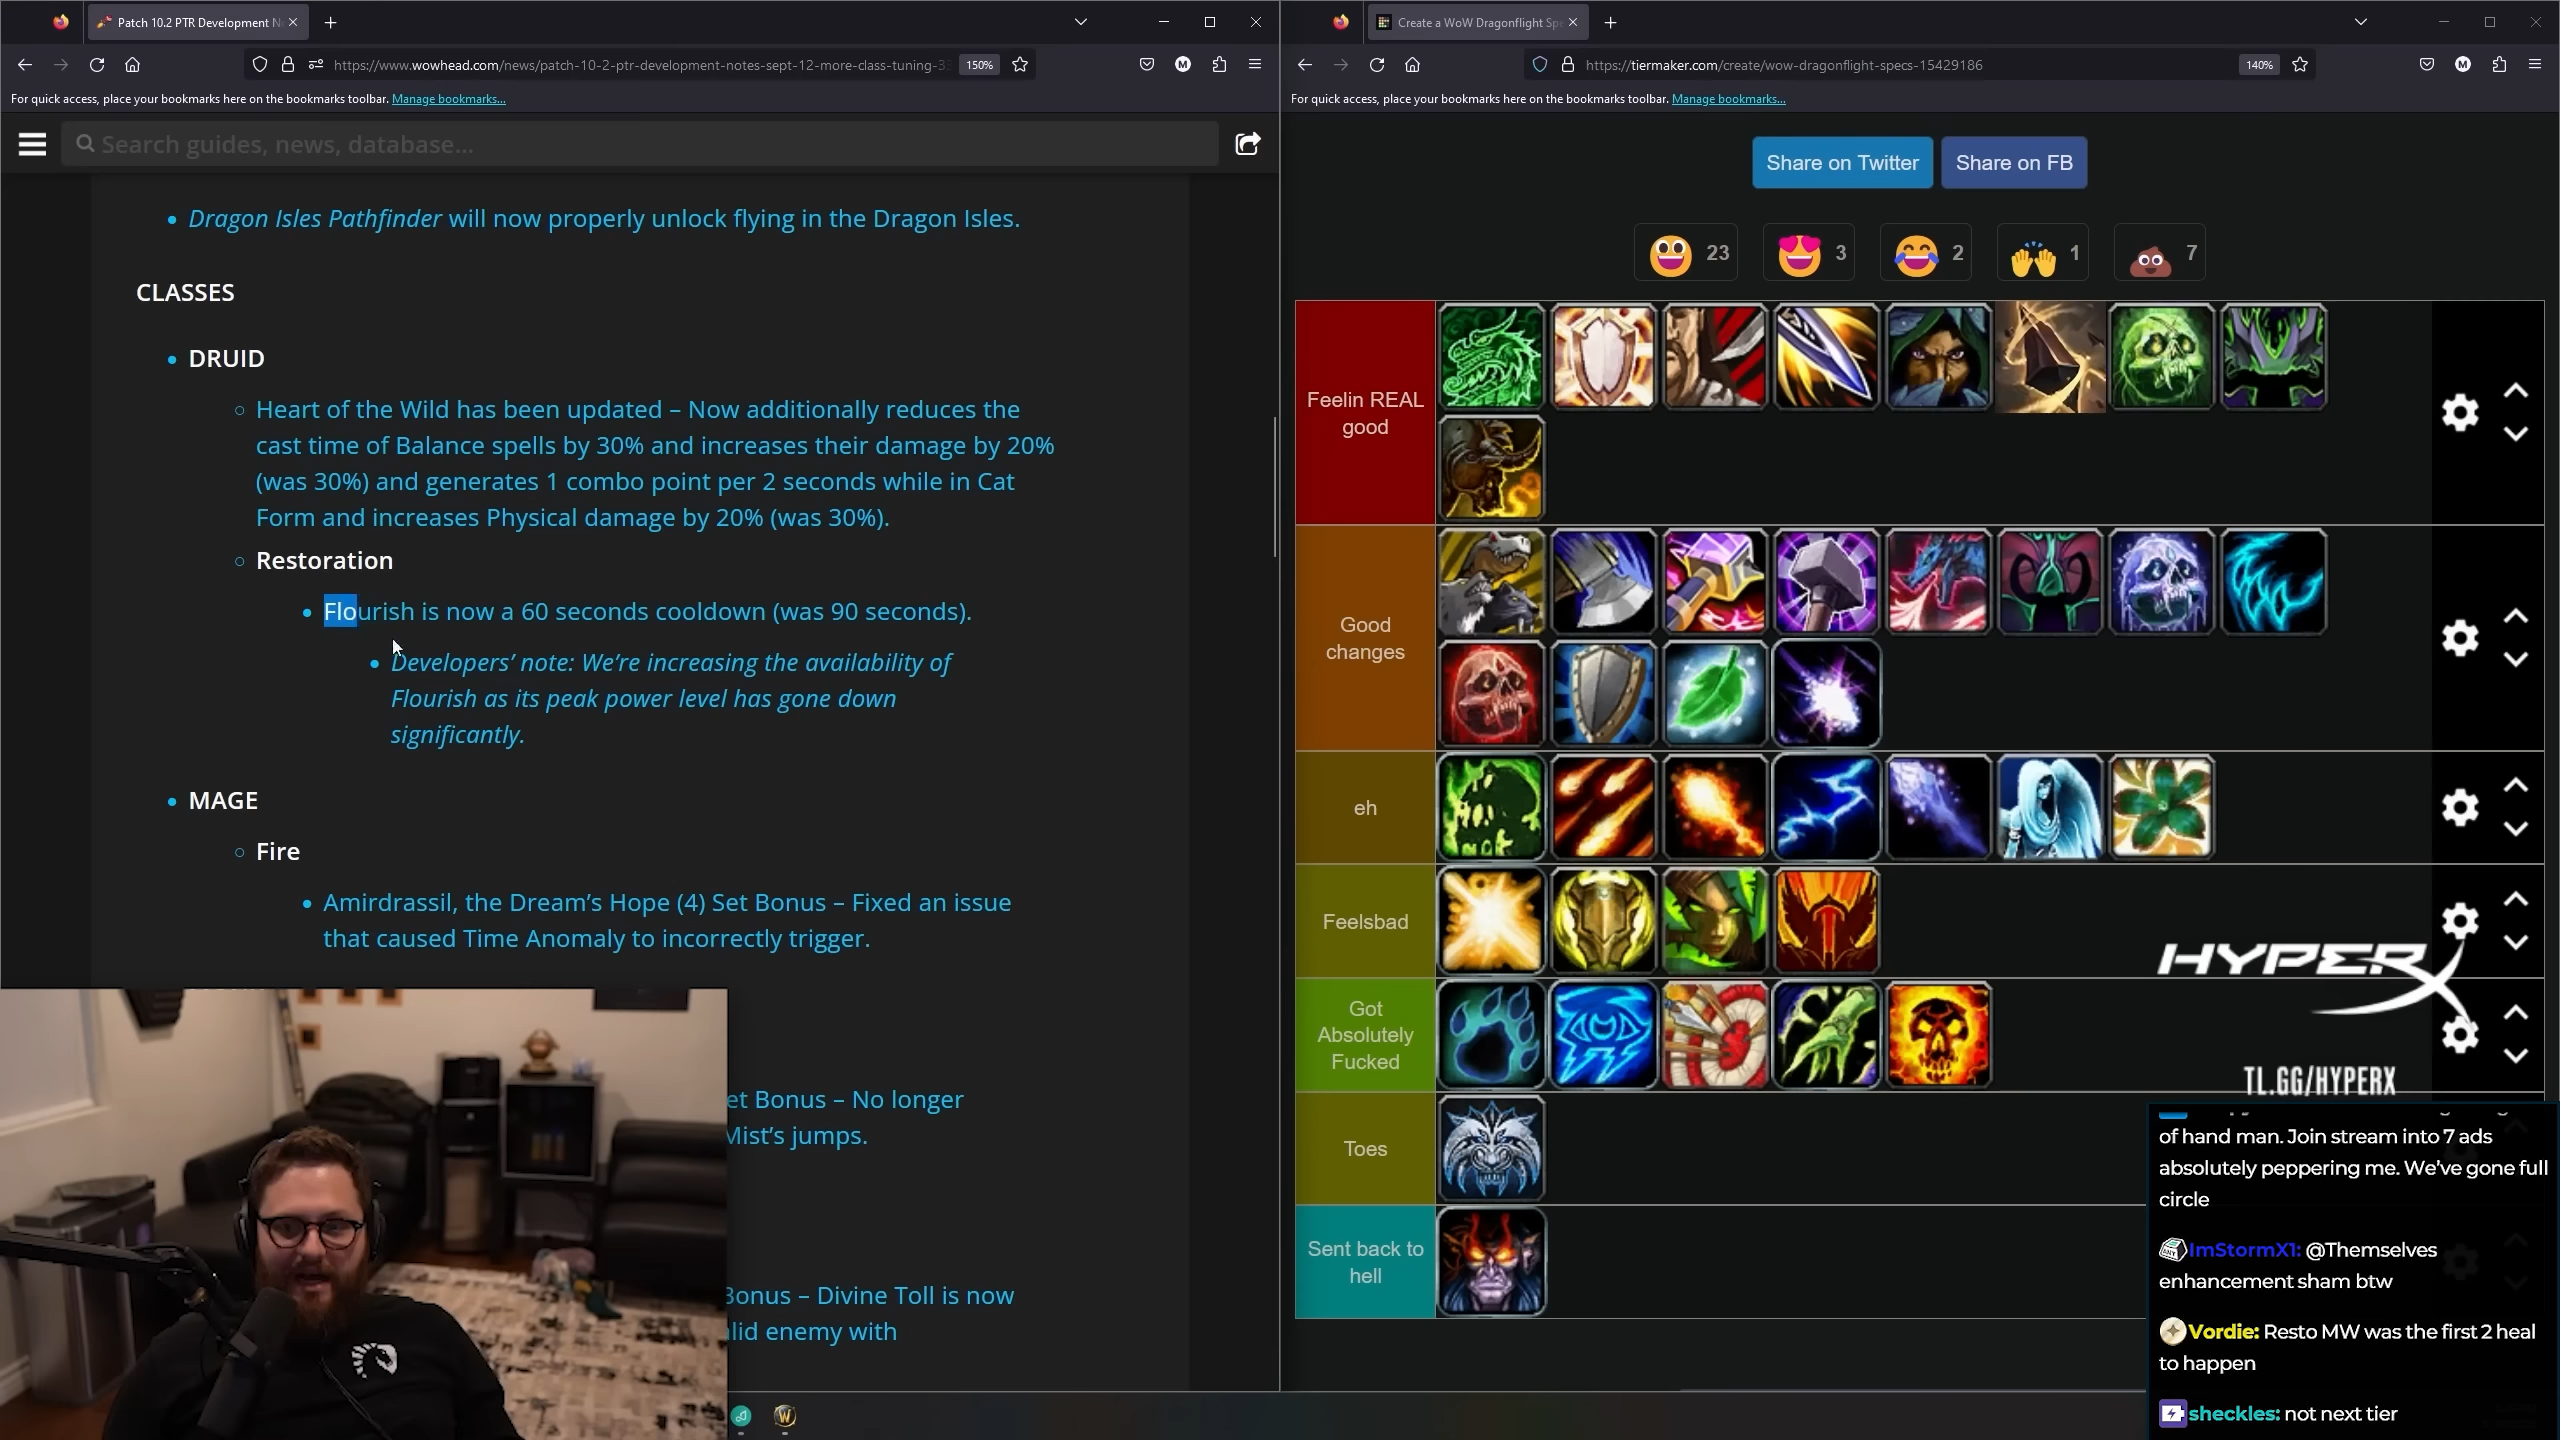 Patch 10.2 PTR Development N
https://www.wowhead.com/news/patch-10-2-ptr-development-notes-sept-12-more-class-tuning-3
150%
For quick access, place your bookmarks here on the bookmarks toolbar. Manage bookmarks...
Search guides, news, database...
Dragon Isles Pathfinder will now properly unlock flying in the Dragon Isles.
CLASSES
DRUID
Heart of the Wild has been updated – Now additionally reduces the
cast time of Balance spells by 30% and increases their damage by 20%
(was 30%) and generates 1 combo point per 2 seconds while in Cat
Form and increases Physical damage by 20% (was 30%).
Restoration
Flourish is now a 60 seconds cooldown (was 90 seconds).
Developers’ note: We’re increasing the availability of
Flourish as its peak power level has gone down
significantly.
MAGE
Fire
Amirdrassil, the Dream’s Hope (4) Set Bonus – Fixed an issue
that caused Time Anomaly to incorrectly trigger.
et Bonus – No longer
Mist’s jumps.
Bonus – Divine Toll is now
lid enemy with
Create a WoW Dragonflight Spe
https://tiermaker.com/create/wow-dragonflight-specs-15429186
140%
For quick access, place your bookmarks here on the bookmarks toolbar. Manage bookmarks...
Share on Twitter
Share on FB
23
3
2
1
7
Feelin REAL
good
Good
changes
eh
Feelsbad
Got
Absolutely
Fucked
Toes
Sent back to
hell
HYPERX
TL.GG/HYPERX
of hand man. Join stream into 7 ads
absolutely peppering me. We’ve gone full
circle
ImStormX1: @Themselves
enhancement sham btw
Vordie: Resto MW was the first 2 heal
to happen
sheckles: not next tier